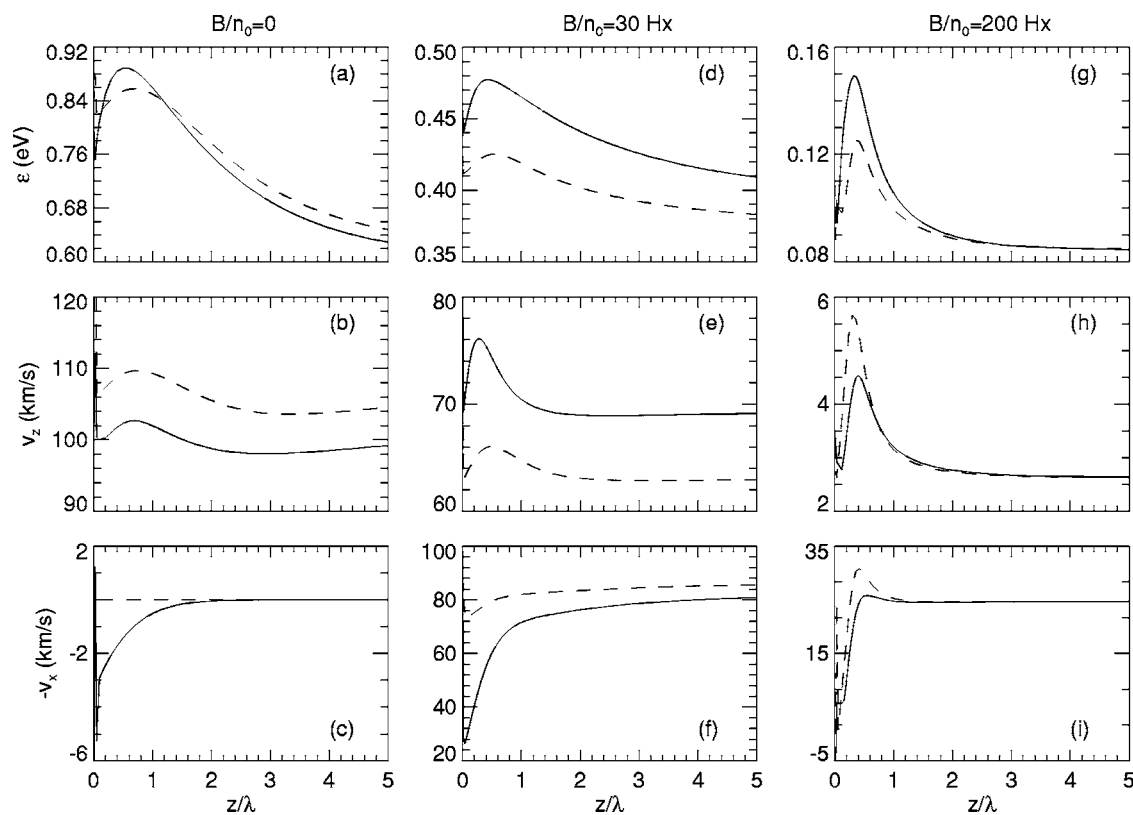 B/n₀=0 B/n₀=30 Hx B/n₀=200 Hx
0.92 (a) 0.50 (d) 0.16 (g)
0.84 0.45
ε (eV)
0.76 0.12
0.40
0.68
0.60 0.35 0.08
120 (b) 80 (e) 6 (h)
110
v_z (km/s)
70 4
100
90 60 2
2 100 35
80
-v_x (km/s)
-2 60 15
40
-6 (c) 20 (f) -5 (i)
0 1 2 3 4 5 0 1 2 3 4 5 0 1 2 3 4 5
z/λ z/λ z/λ